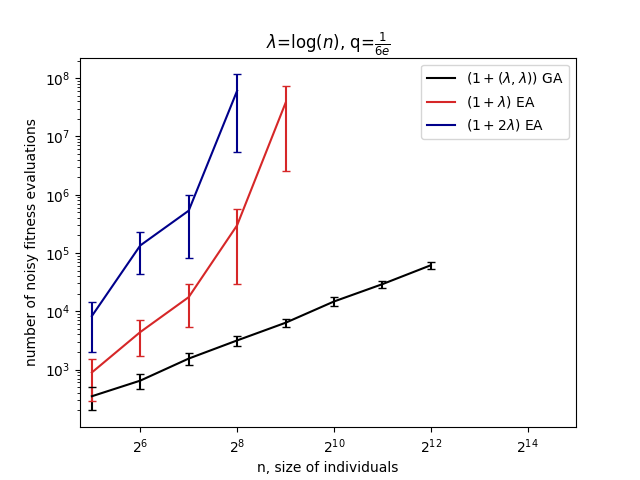 λ=log(n), q=\frac{1}{6e}
(1 + (λ, λ)) GA
(1 + λ) EA
(1 + 2λ) EA
number of noisy fitness evaluations
10^8
10^7
10^6
10^5
10^4
10^3
2^6 2^8 2^{10} 2^{12} 2^{14}
n, size of individuals